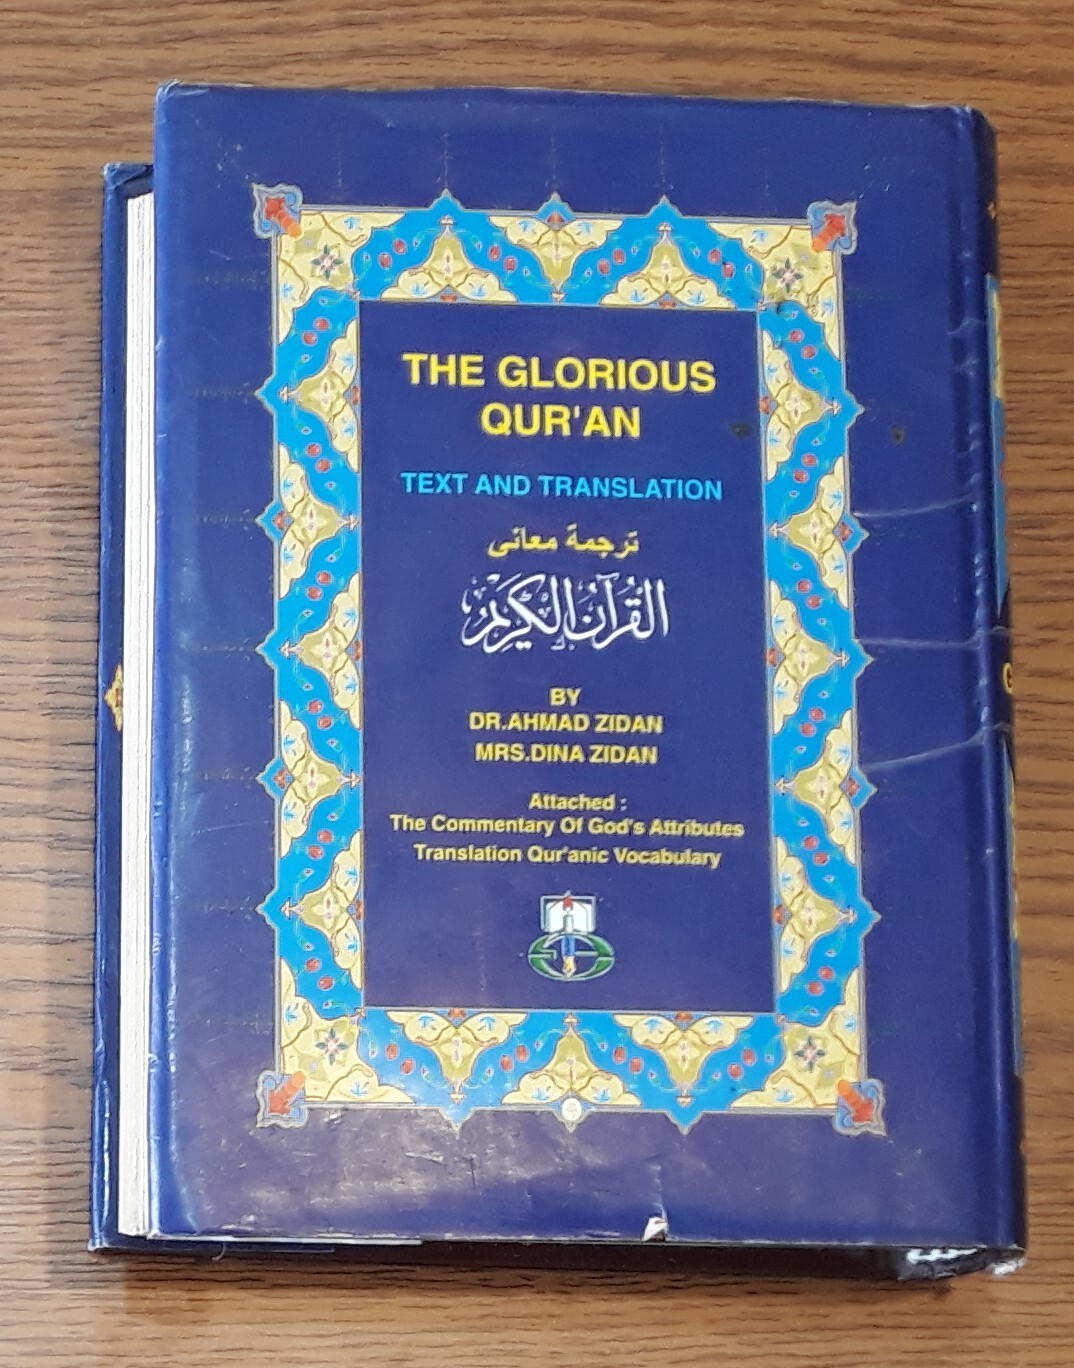 THE GLORIOUS
QUR'AN
TEXT AND TRANSLATION
ترجمة معانى
القرآن الكريم
BY
DR.AHMAD ZIDAN
MRS.DINA ZIDAN
Attached :
The Commentary Of God's Attributes
Translation Qur'anic Vocabulary